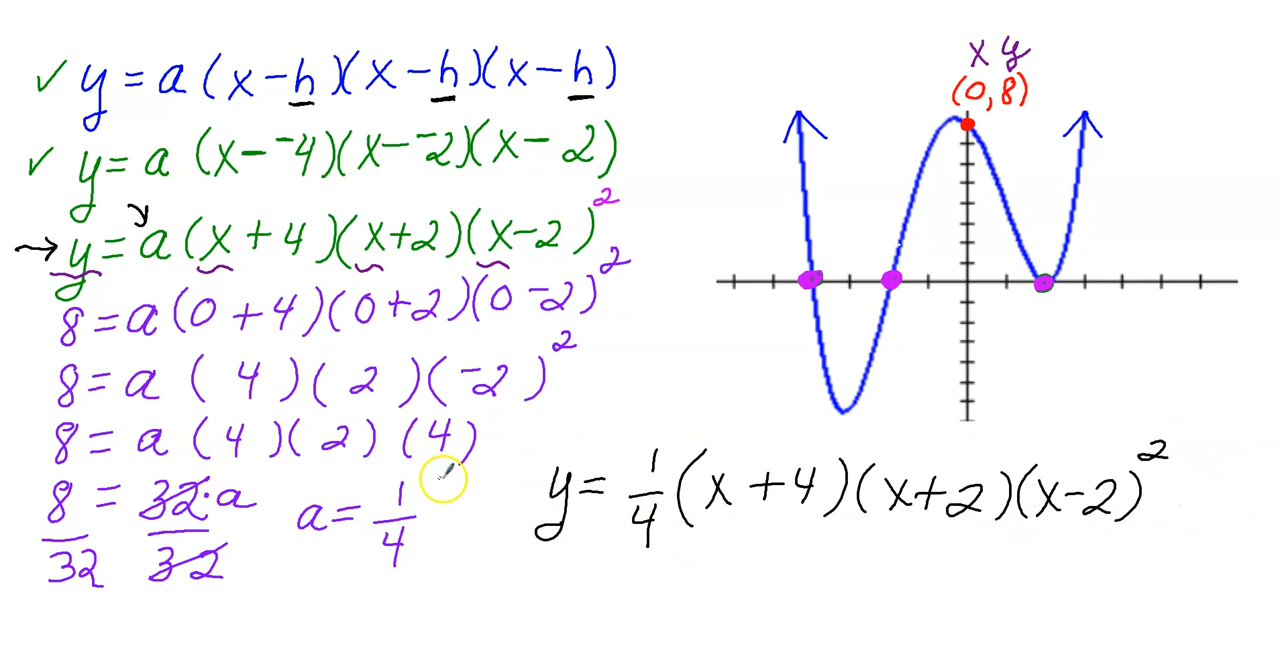 ✓ y = a(x-h)(x-h)(x-h)
✓ y = a(x--4)(x--2)(x-2)
→ y = a(x+4)(x+2)(x-2)²
8 = a(0+4)(0+2)(0-2)²
8 = a(4)(2)(-2)²
8 = a(4)(2)(4)
8/32 = 32·a/32
a = 1/4
x y
(0,8)
y = 1/4(x+4)(x+2)(x-2)²